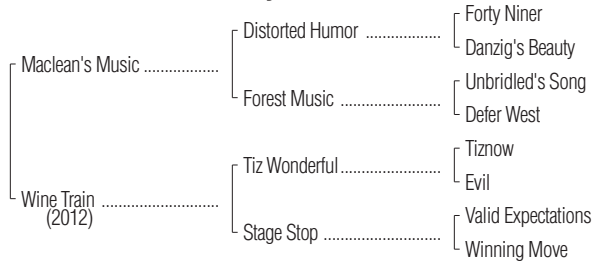 Forty Niner
Distorted Humor ..................
Danzig's Beauty
Maclean's Music ..................
Unbridled's Song
Forest Music ........................
Defer West
Tiznow
Tiz Wonderful ........................
Evil
Wine Train ............................
(2012)
Valid Expectations
Stage Stop ............................
Winning Move